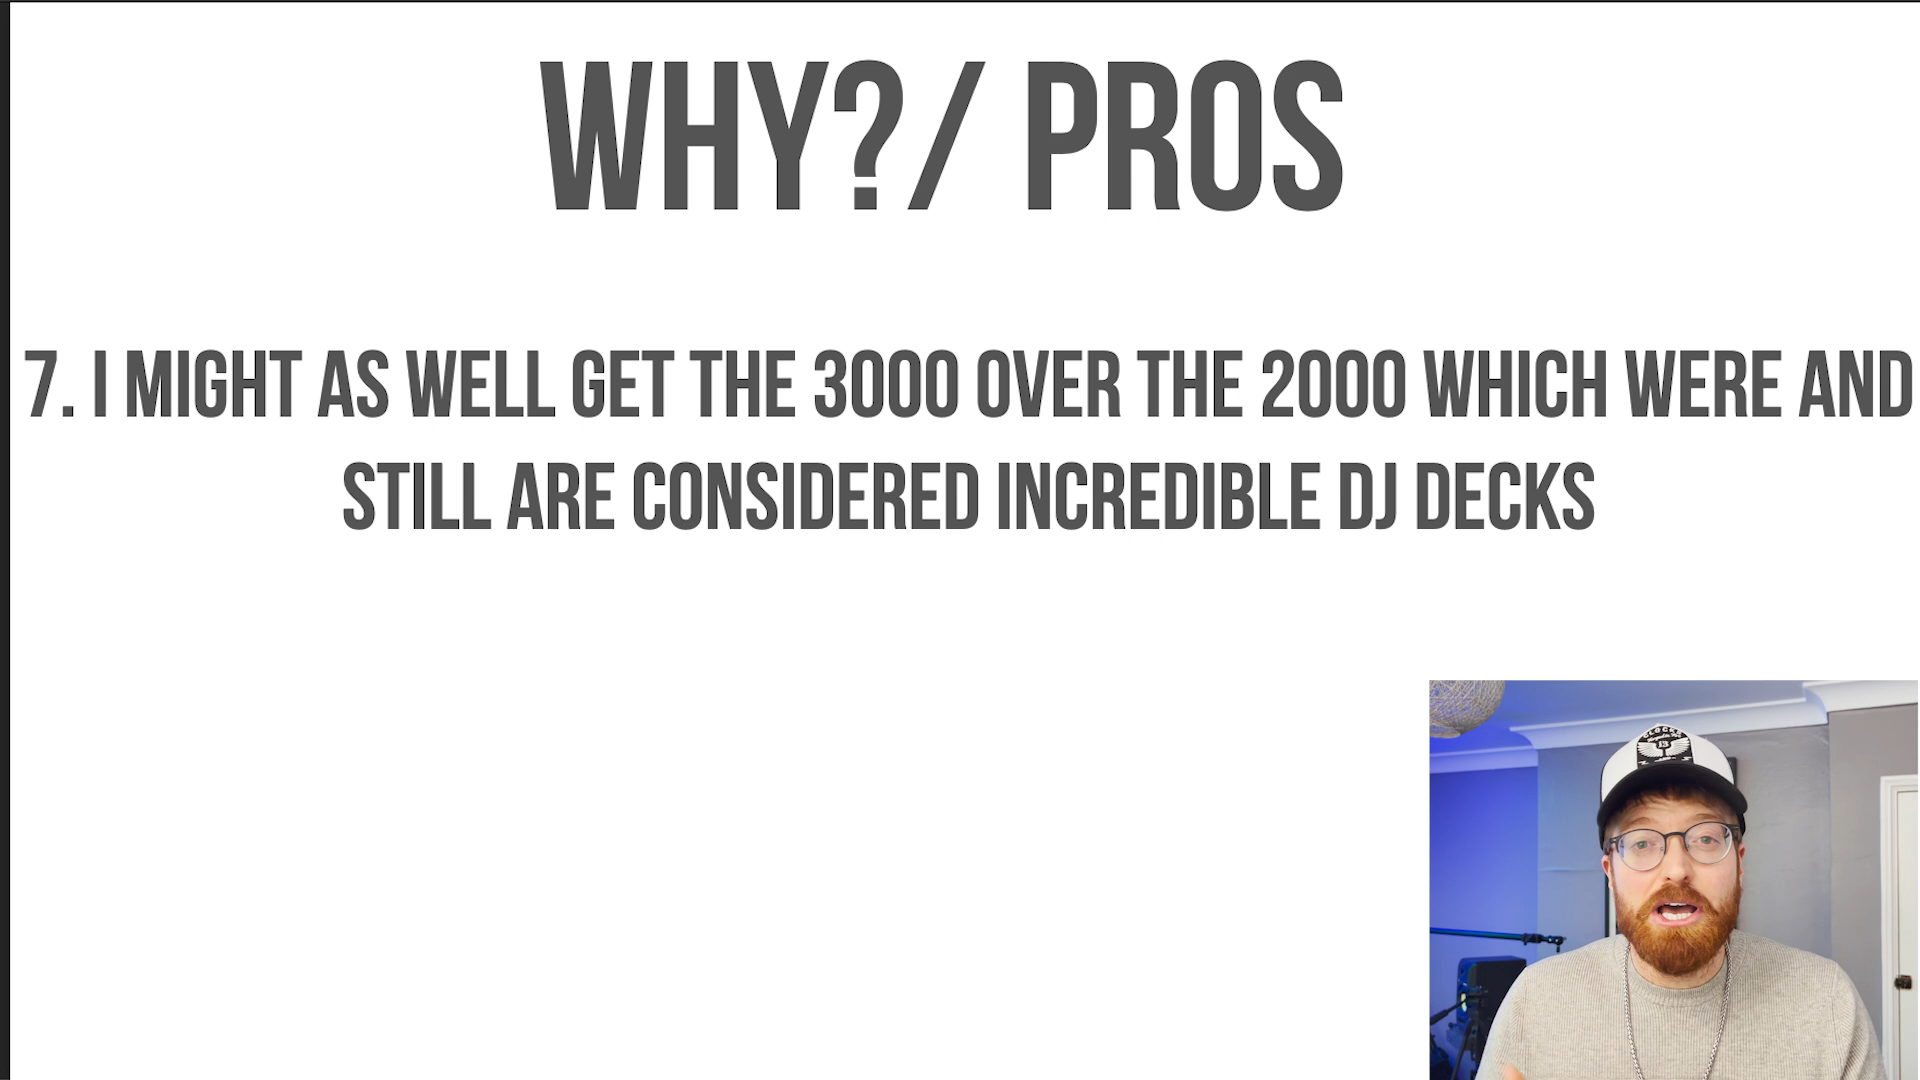 WHY?/ PROS
7. I MIGHT AS WELL GET THE 3000 OVER THE 2000 WHICH WERE AND
STILL ARE CONSIDERED INCREDIBLE DJ DECKS